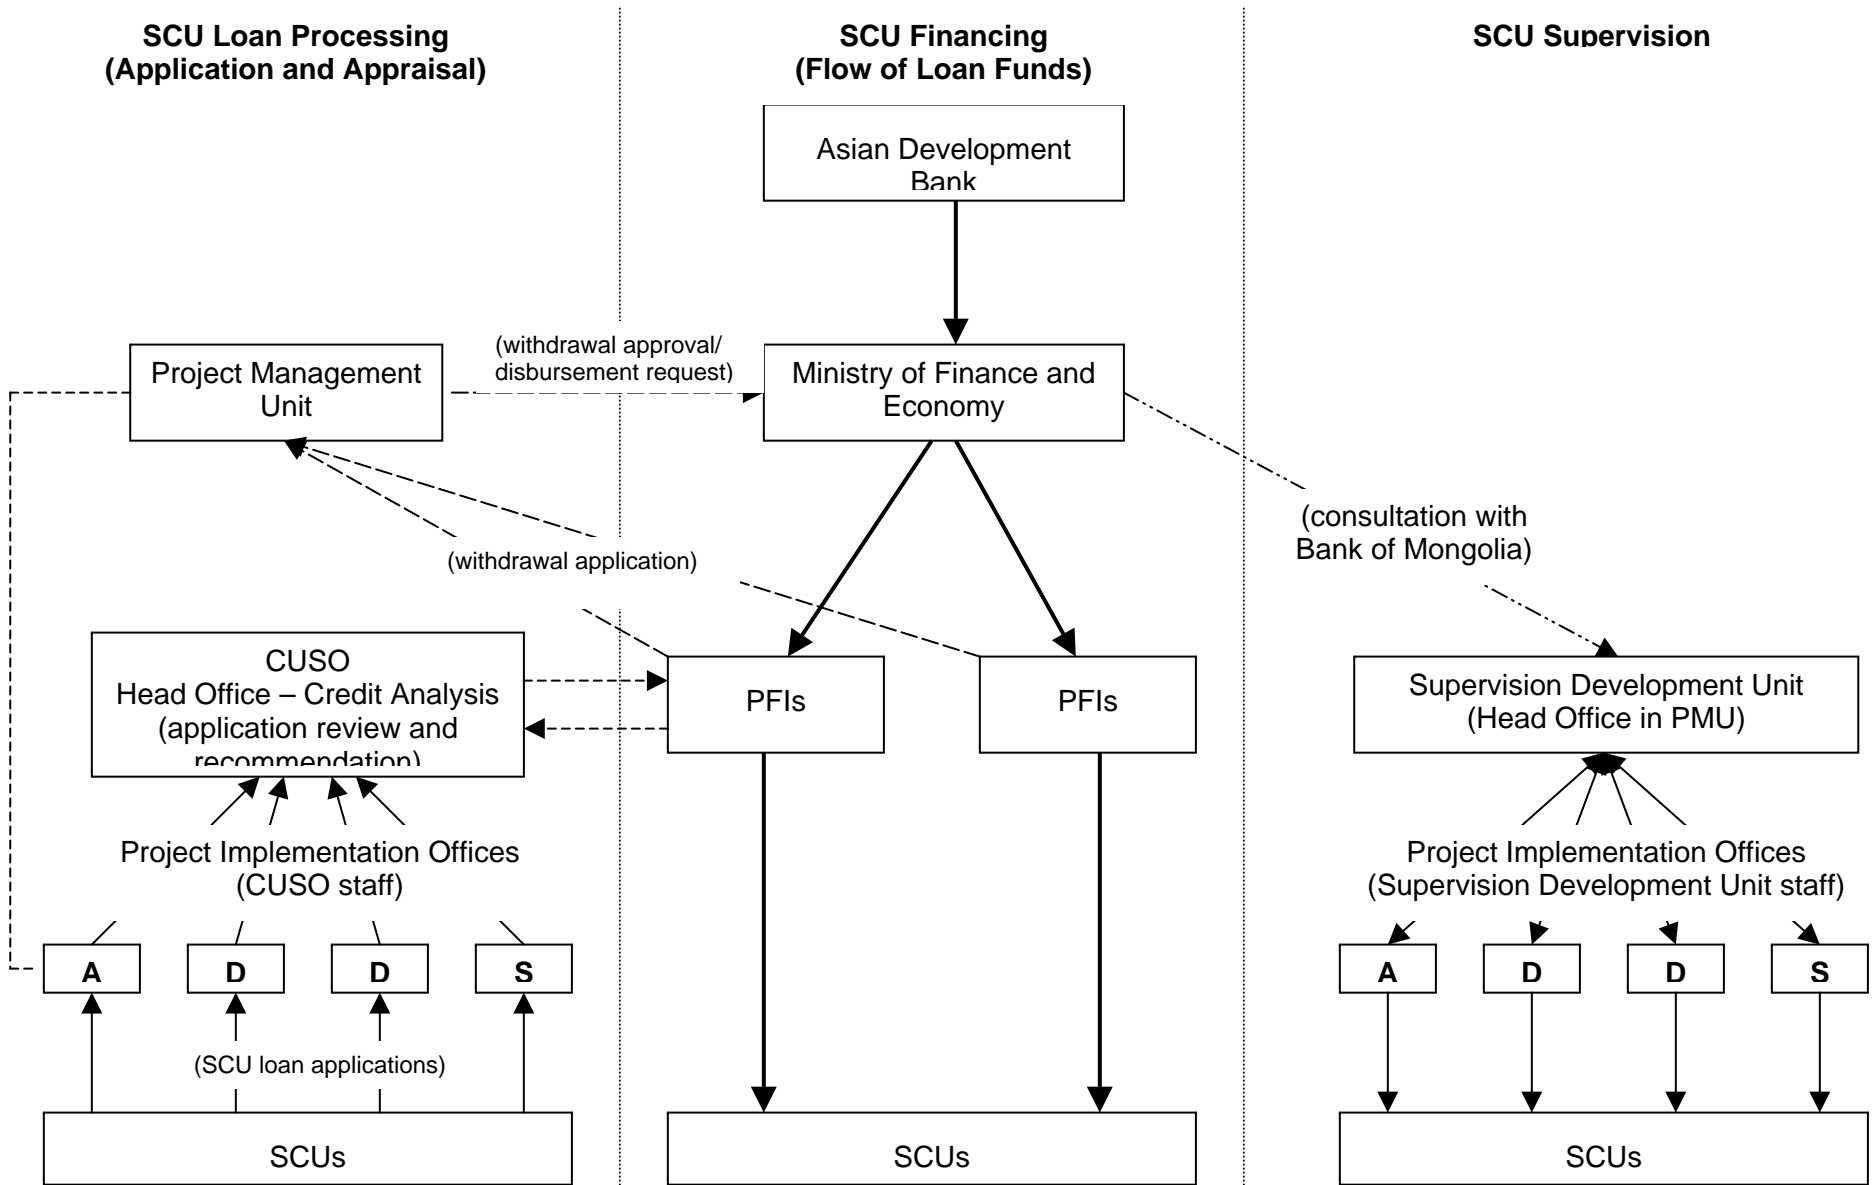 SCU Loan Processing
(Application and Appraisal)
SCU Financing
(Flow of Loan Funds)
SCU Supervision
Asian Development
Bank
(withdrawal approval/
disbursement request)
Project Management
Unit
Ministry of Finance and
Economy
(consultation with
Bank of Mongolia)
(withdrawal application)
CUSO
Head Office – Credit Analysis
(application review and
recommendation)
PFIs
PFIs
Supervision Development Unit
(Head Office in PMU)
Project Implementation Offices
(CUSO staff)
Project Implementation Offices
(Supervision Development Unit staff)
A
D
D
S
A
D
D
S
(SCU loan applications)
SCUs
SCUs
SCUs